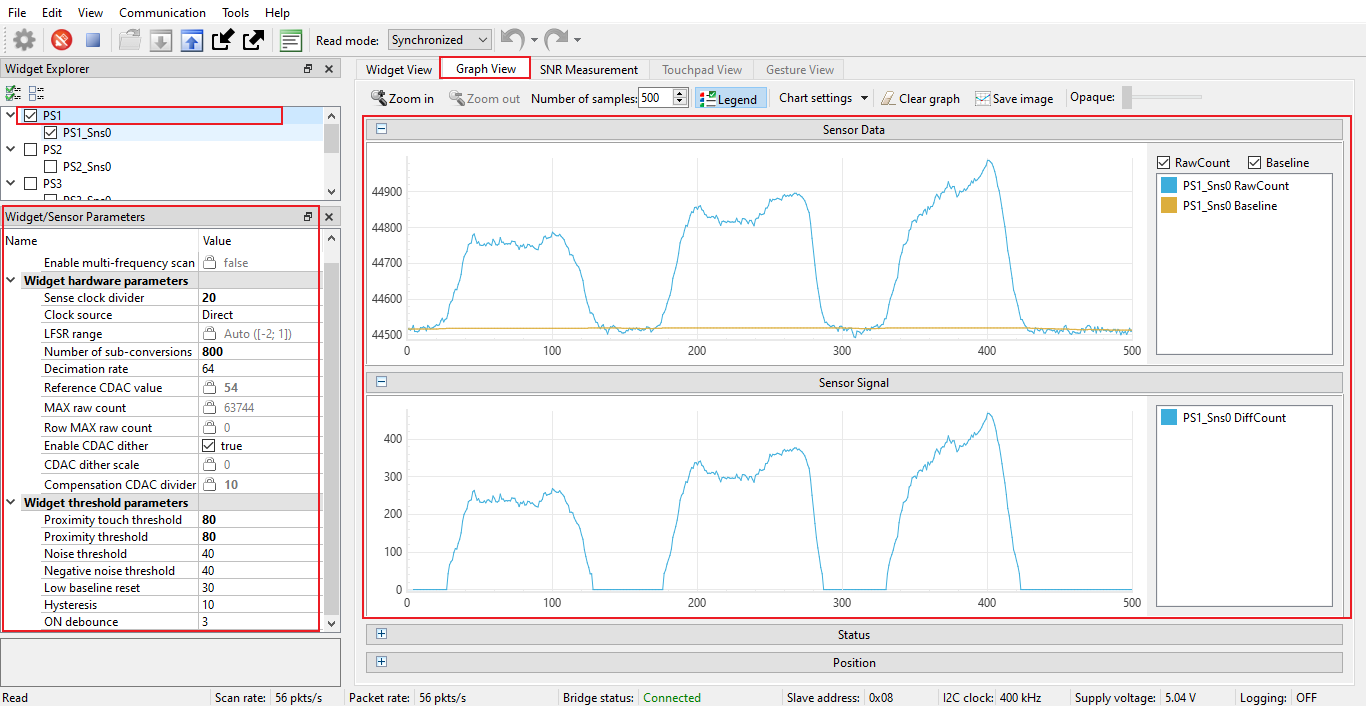 File Edit View Communication Tools Help
Read mode: Synchronized
Widget Explorer
PS1
PS1_Sns0
PS2
PS2_Sns0
PS3
Widget/Sensor Parameters
Name Value
Enable multi-frequency scan false
Widget hardware parameters
Sense clock divider 20
Clock source Direct
LFSR range Auto ([-2; 1])
Number of sub-conversions 800
Decimation rate 64
Reference CDAC value 54
MAX raw count 63744
Row MAX raw count 0
Enable CDAC dither true
CDAC dither scale 0
Compensation CDAC divider 10
Widget threshold parameters
Proximity touch threshold 80
Proximity threshold 80
Noise threshold 40
Negative noise threshold 40
Low baseline reset 30
Hysteresis 10
ON debounce 3
Widget View Graph View SNR Measurement Touchpad View Gesture View
Zoom in Zoom out Number of samples: 500 Legend Chart settings Clear graph Save image Opaque:
Sensor Data
44900
44800
44700
44600
44500
0 100 200 300 400 500
RawCount Baseline
PS1_Sns0 RawCount
PS1_Sns0 Baseline
Sensor Signal
400
300
200
100
0
0 100 200 300 400 500
PS1_Sns0 DiffCount
Status
Position
Read Scan rate: 56 pkts/s Packet rate: 56 pkts/s Bridge status: Connected Slave address: 0x08 I2C clock: 400 kHz Supply voltage: 5.04 V Logging: OFF